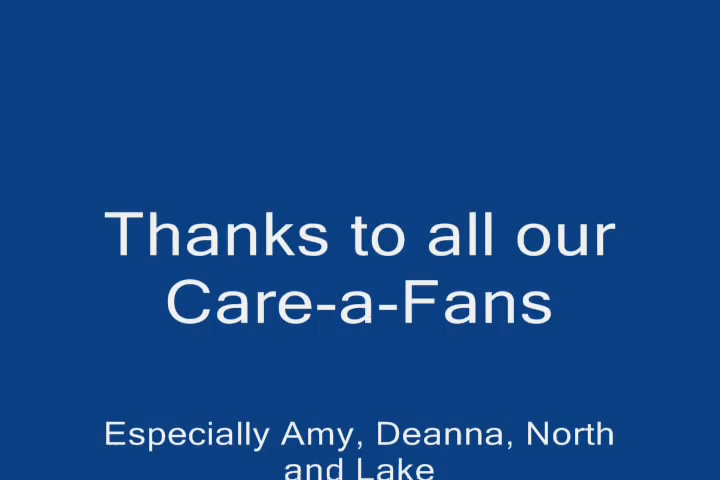 Thanks to all our
Care-a-Fans
Especially Amy, Deanna, North
and Lake